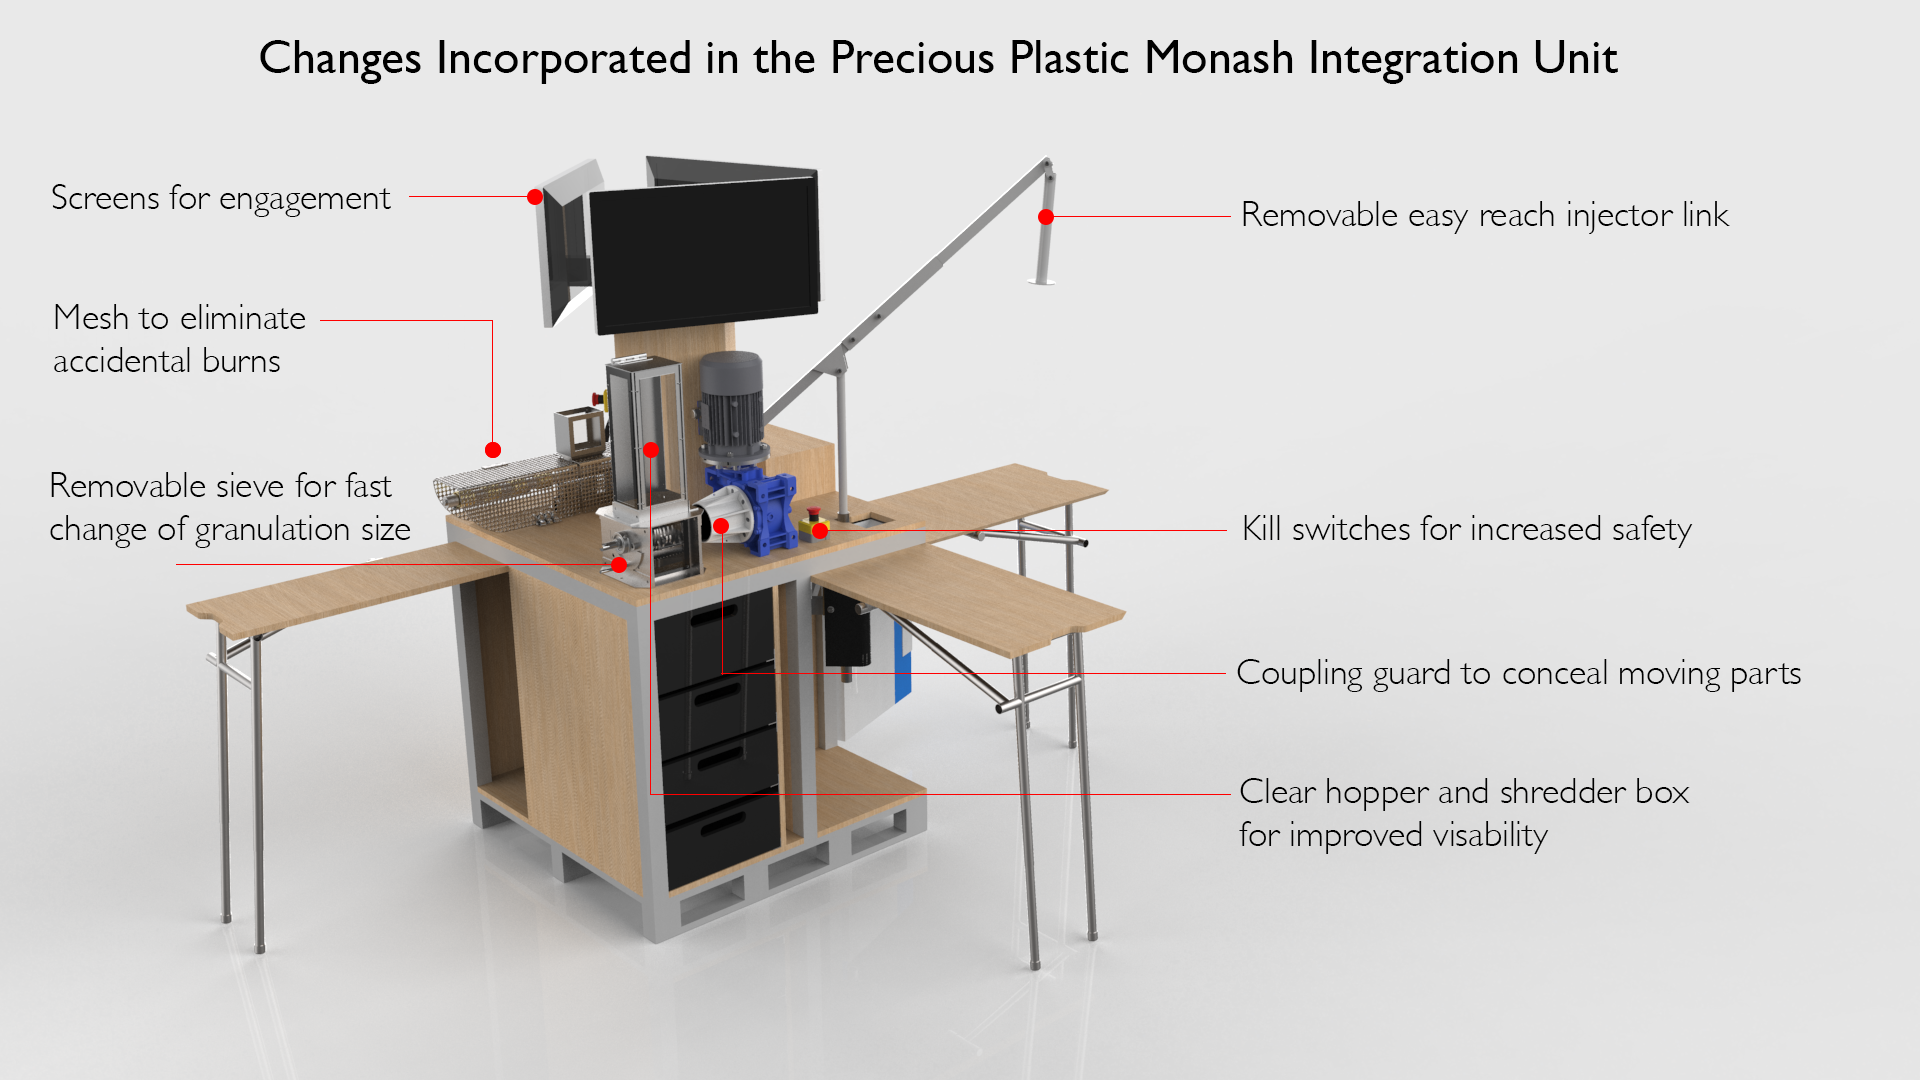 Changes Incorporated in the Precious Plastic Monash Integration Unit
Screens for engagement
Mesh to eliminate
accidental burns
Removable sieve for fast
change of granulation size
Removable easy reach injector link
Kill switches for increased safety
Coupling guard to conceal moving parts
Clear hopper and shredder box
for improved visability